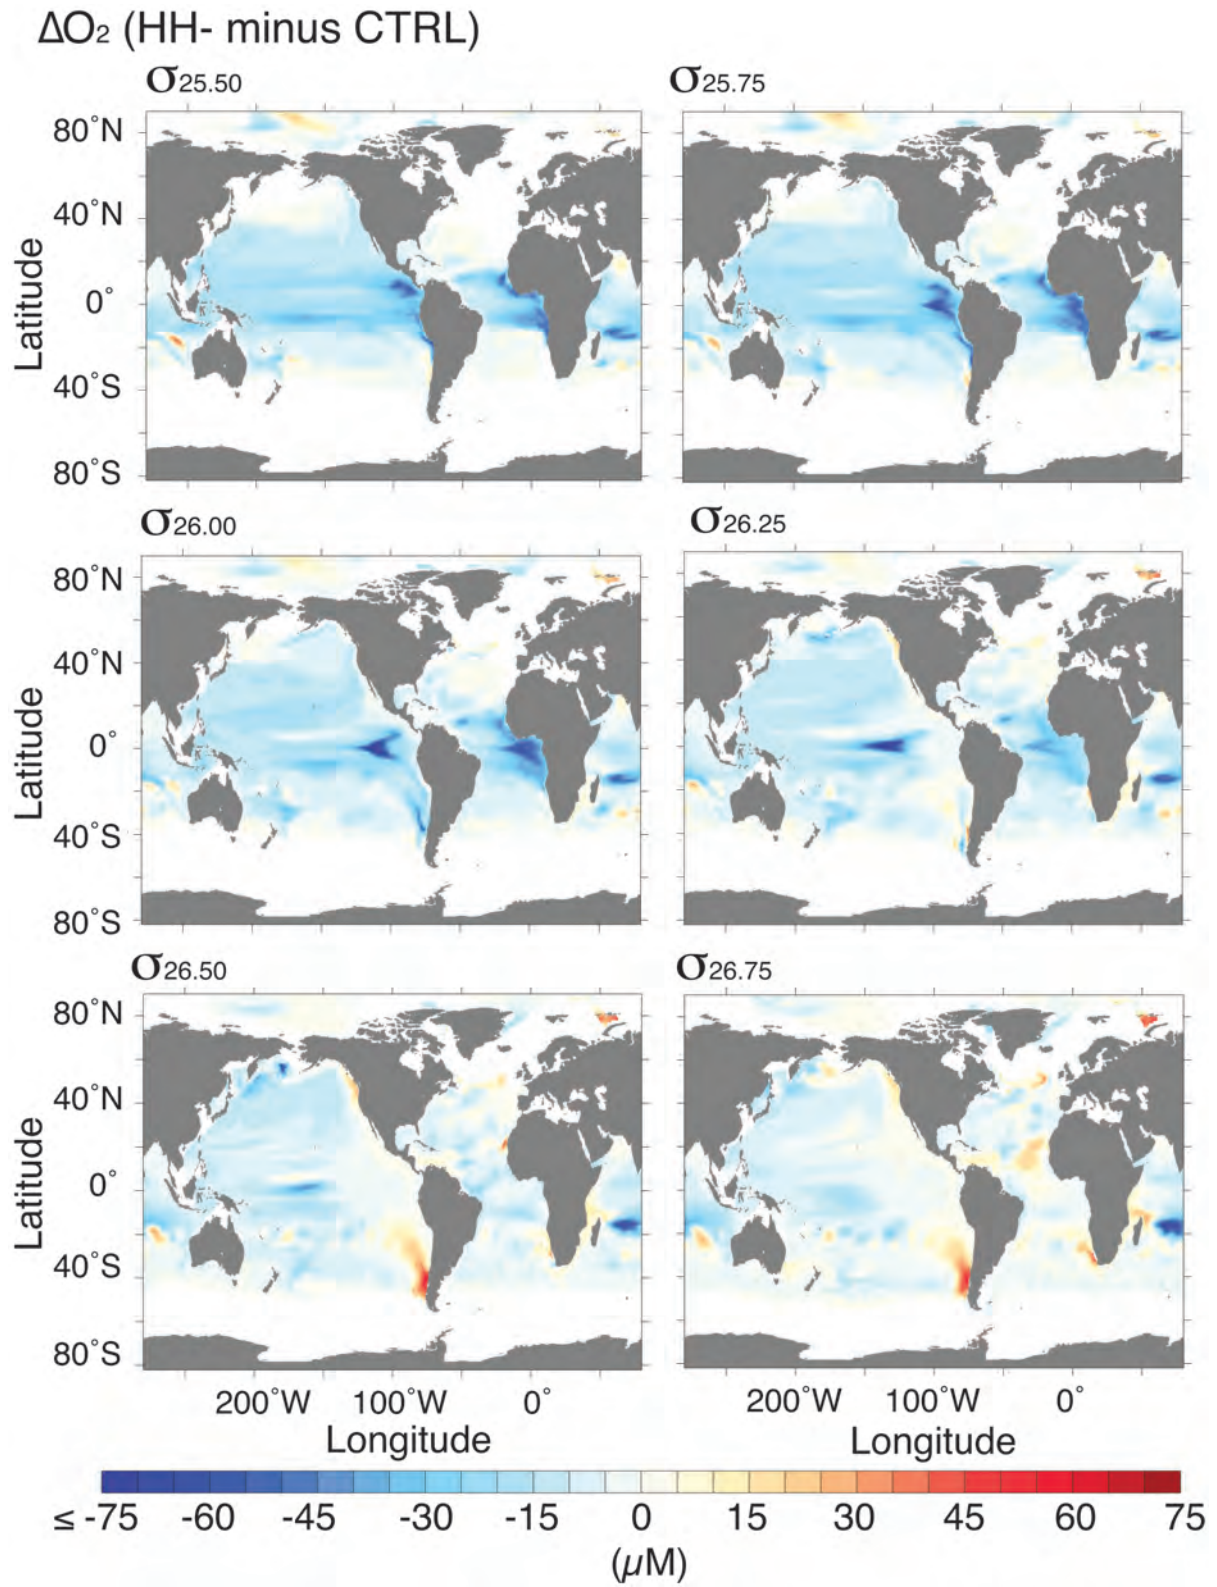 ΔO₂ (HH- minus CTRL)
σ25.50
σ25.75
80˚N
40˚N
0˚
40˚S
80˚S
Latitude
σ26.00
σ26.25
80˚N
40˚N
0˚
40˚S
80˚S
Latitude
σ26.50
σ26.75
80˚N
40˚N
0˚
40˚S
80˚S
Latitude
200˚W 100˚W 0˚
200˚W 100˚W 0˚
Longitude
Longitude
≤ -75 -60 -45 -30 -15 0 15 30 45 60 75
(μM)